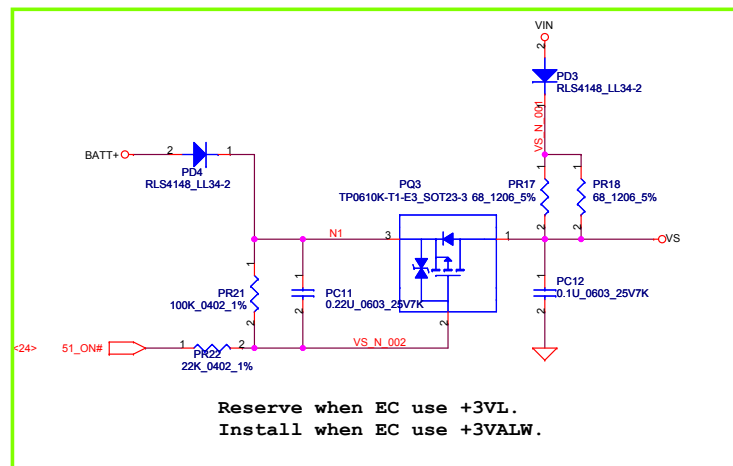 VIN
2
PD3
RLS4148_LL34-2
1
VS_N_001
BATT+
2
1
PD4
RLS4148_LL34-2
PQ3
TP0610K-T1-E3_SOT23-3
PR17
68_1206_5%
1
2
PR18
68_1206_5%
1
2
N1
3
1
2
VS
PR21
100K_0402_1%
1
2
PC11
0.22U_0603_25V7K
1
2
PC12
0.1U_0603_25V7K
1
2
<24>
51_ON#
1
2
PR22
22K_0402_1%
VS_N_002
Reserve when EC use +3VL.
Install when EC use +3VALW.